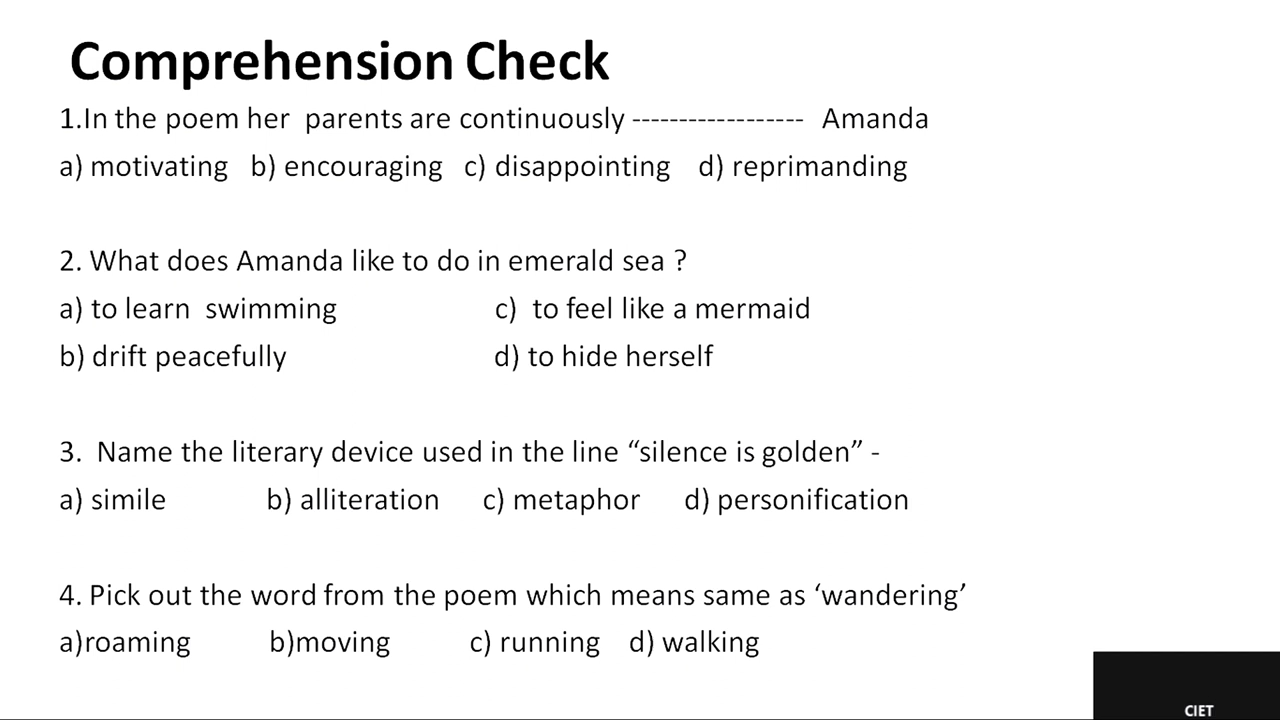 Comprehension Check
1.In the poem her parents are continuously ------------------ Amanda
a) motivating b) encouraging c) disappointing d) reprimanding
2. What does Amanda like to do in emerald sea ?
a) to learn swimming c) to feel like a mermaid
b) drift peacefully d) to hide herself
3. Name the literary device used in the line “silence is golden” -
a) simile b) alliteration c) metaphor d) personification
4. Pick out the word from the poem which means same as ‘wandering’
a)roaming b)moving c) running d) walking
CIET